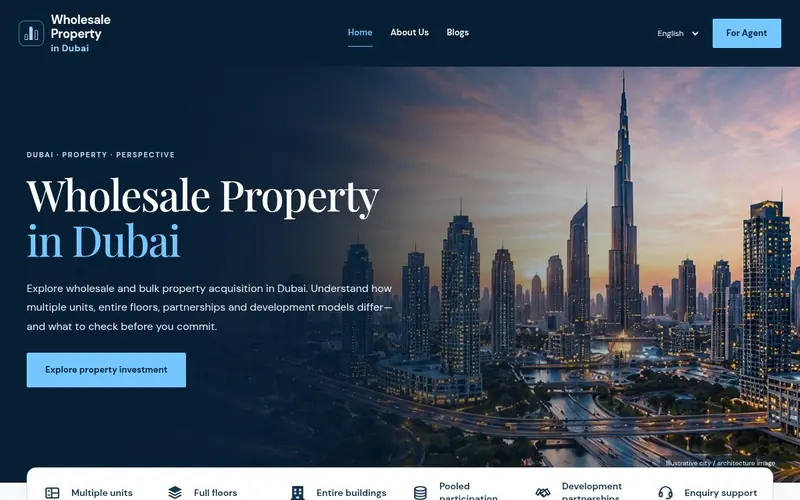 Wholesale
Property
in Dubai
Home
About Us
Blogs
English
For Agent
DUBAI · PROPERTY · PERSPECTIVE
Wholesale Property
in Dubai
Explore wholesale and bulk property acquisition in Dubai. Understand how
multiple units, entire floors, partnerships and development models differ—
and what to check before you commit.
Explore property investment
Illustrative city / architecture image
Multiple units
Full floors
Entire buildings
Pooled
participation
Development
partnerships
Enquiry support